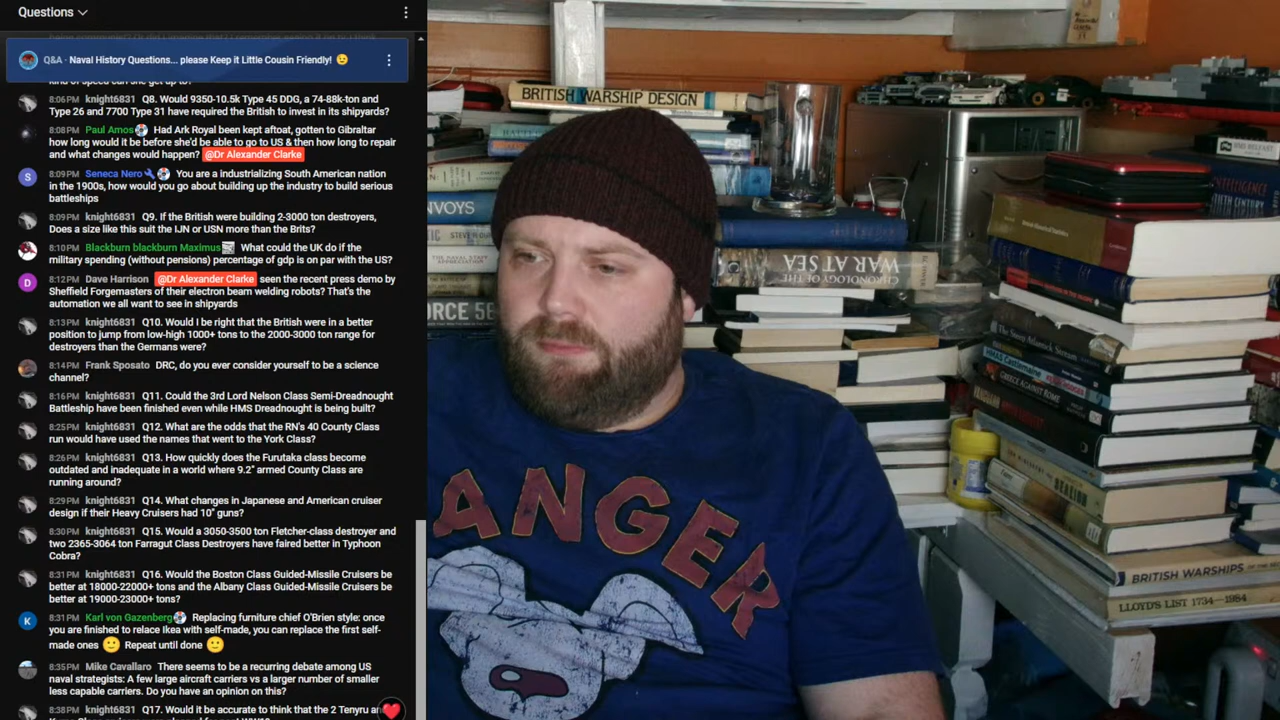 Questions
Q&A · Naval History Questions... please Keep it Little Cousin Friendly! 😉
8:06PM knight6831 Q8. Would 9350-10.5k Type 45 DDG, a 74-88k-ton and
Type 26 and 7700 Type 31 have required the British to invest in its shipyards?
8:08PM Paul Amos Had Ark Royal been kept aftoat, gotten to Gibraltar
how long would it be before she'd be able to go to US & then how long to repair
and what changes would happen? @Dr Alexander Clarke
S
8:09PM Seneca Nero You are a industrializing South American nation
in the 1900s, how would you go about building up the industry to build serious
battleships
8:09PM knight6831 Q9. If the British were building 2-3000 ton destroyers,
Does a size like this suit the IJN or USN more than the Brits?
8:10PM Blackburn blackburn Maximus What could the UK do if the
military spending (without pensions) percentage of gdp is on par with the US?
D
8:12PM Dave Harrison @Dr Alexander Clarke seen the recent press demo by
Sheffield Forgemasters of their electron beam welding robots? That's the
automation we all want to see in shipyards
8:13PM knight6831 Q10. Would I be right that the British were in a better
position to jump from low-high 1000+ tons to the 2000-3000 ton range for
destroyers than the Germans were?
8:14PM Frank Sposato DRC, do you ever consider yourself to be a science
channel?
8:16PM knight6831 Q11. Could the 3rd Lord Nelson Class Semi-Dreadnought
Battleship have been finished even while HMS Dreadnought is being built?
8:25PM knight6831 Q12. What are the odds that the RN's 40 County Class
run would have used the names that went to the York Class?
8:26PM knight6831 Q13. How quickly does the Furutaka class become
outdated and inadequate in a world where 9.2" armed County Class are
running around?
8:29PM knight6831 Q14. What changes in Japanese and American cruiser
design if their Heavy Cruisers had 10" guns?
8:30PM knight6831 Q15. Would a 3050-3500 ton Fletcher-class destroyer and
two 2365-3064 ton Farragut Class Destroyers have faired better in Typhoon
Cobra?
8:31PM knight6831 Q16. Would the Boston Class Guided-Missile Cruisers be
better at 18000-22000+ tons and the Albany Class Guided-Missile Cruisers be
better at 19000-23000+ tons?
K
8:31PM Karl von Gazenberg Replacing furniture chief O'Brien style: once
you are finished to relace Ikea with self-made, you can replace the first self-
made ones 🙂 Repeat until done 🙂
8:35PM Mike Cavallaro There seems to be a recurring debate among US
naval strategists: A few large aircraft carriers vs a larger number of smaller
less capable carriers. Do you have an opinion on this?
8:38PM knight6831 Q17. Would it be accurate to think that the 2 Tenyru
BRITISH WARSHIP DESIGN
NVOYS
THE NAVAL STAFF
FORCE
CHRONOLOGY OF THE WAR AT SEA
HMS BELFAST
INTELLIGENCE
HMAS Castlemaine
GREECE AGAINST ROME
BRITISH WARSHIPS
LLOYD'S LIST 1734-1984
ANGER